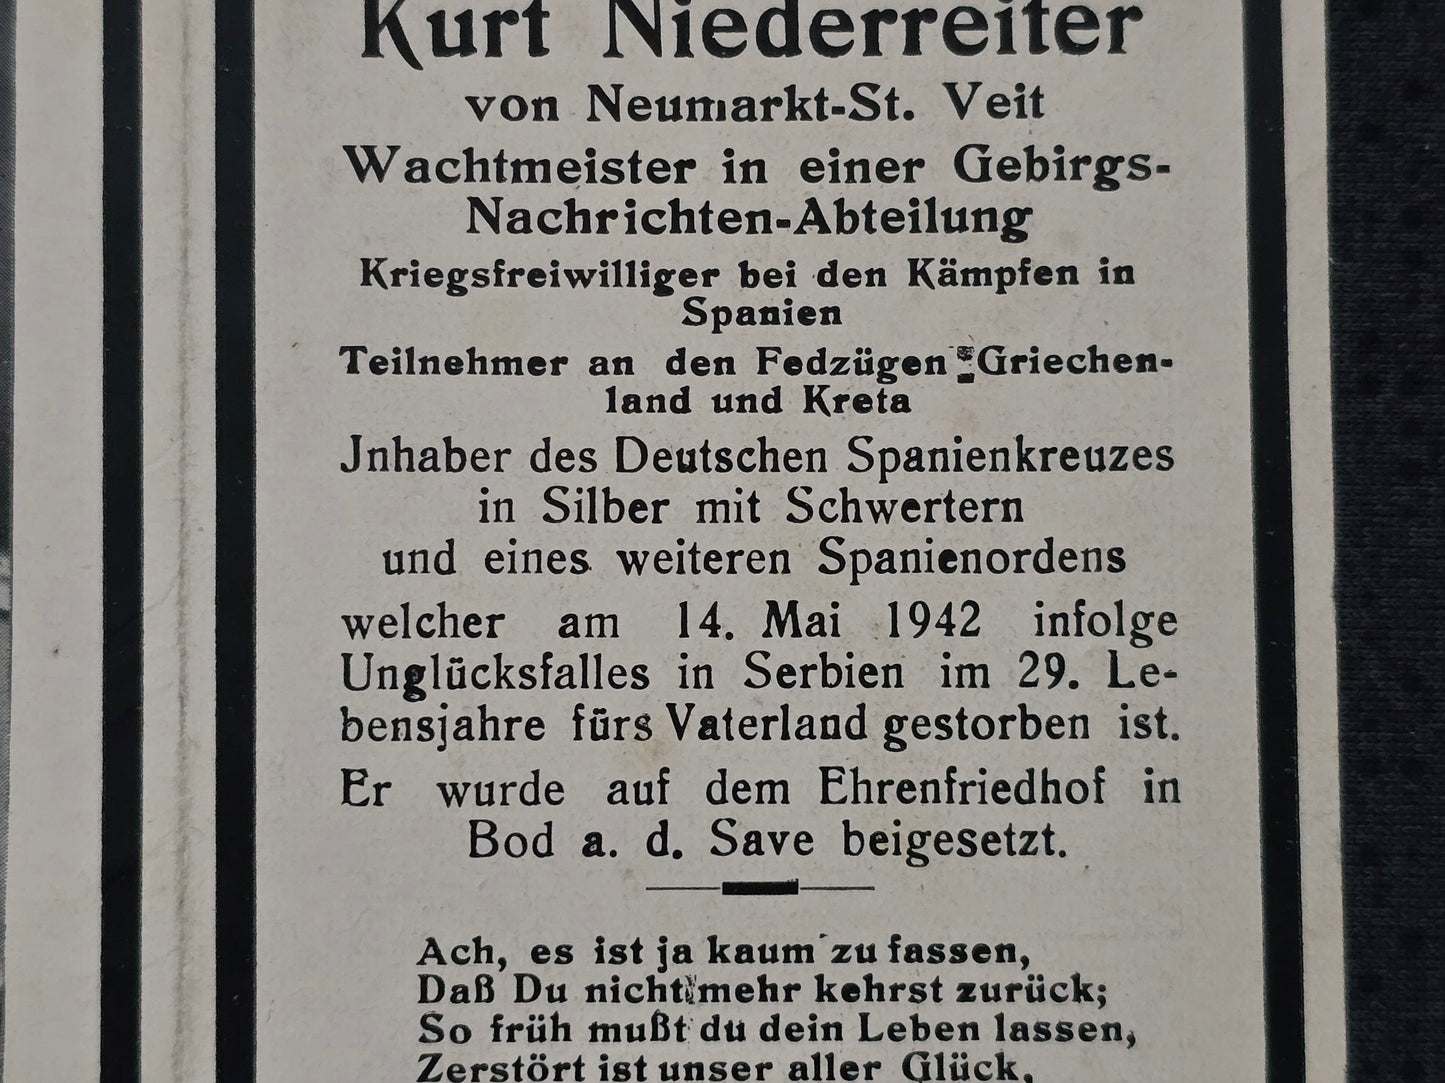 Kurt Niederreiter
von Neumarkt-St. Veit
Wachtmeister in einer Gebirgs-
Nachrichten-Abteilung
Kriegsfreiwilliger bei den Kämpfen in
Spanien
Teilnehmer an den Fedzügen Griechen-
land und Kreta
Jnhaber des Deutschen Spanienkreuzes
in Silber mit Schwertern
und eines weiteren Spanienordens
welcher am 14. Mai 1942 infolge
Unglücksfalles in Serbien im 29. Le-
bensjahre fürs Vaterland gestorben ist.
Er wurde auf dem Ehrenfriedhof in
Bod a. d. Save beigesetzt.
Ach, es ist ja kaum zu fassen,
Daß Du nicht mehr kehrst zurück;
So früh mußt du dein Leben lassen,
Zerstört ist unser aller Glück,